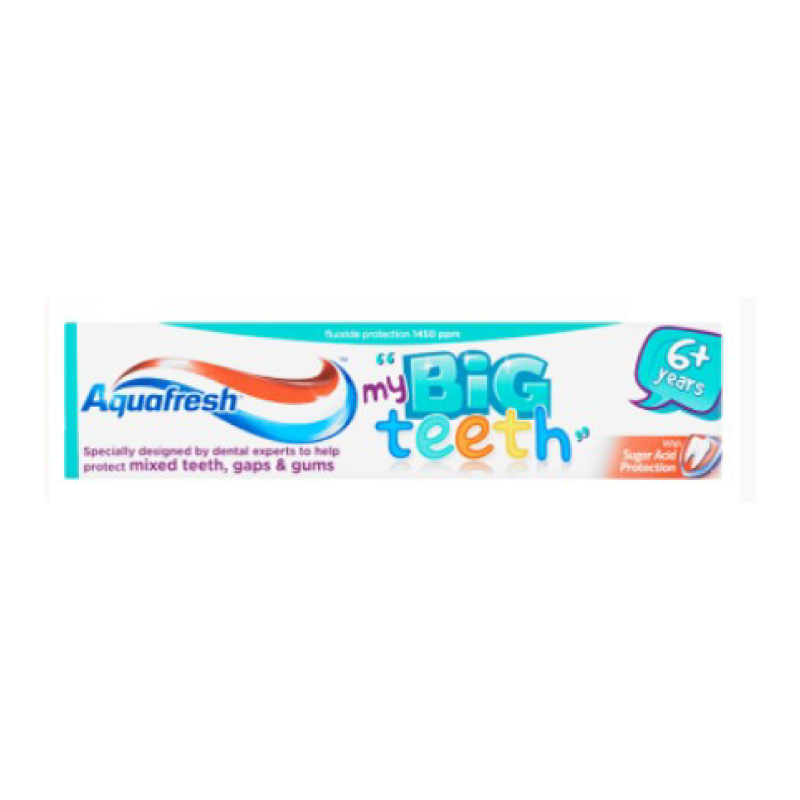 fluoride protection 1450 ppm
Aquafresh
™
Specially designed by dental experts to help
protect mixed teeth, gaps & gums
“my BiG
teeth”
6+
years
With
Sugar Acid
Protection